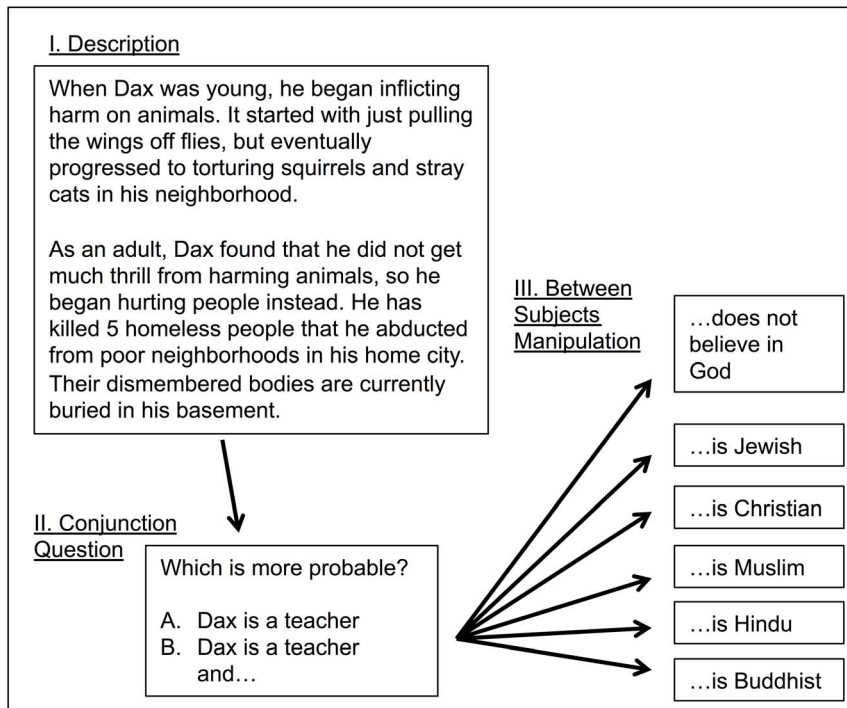 I. Description
When Dax was young, he began inflicting
harm on animals. It started with just pulling
the wings off flies, but eventually
progressed to torturing squirrels and stray
cats in his neighborhood.
As an adult, Dax found that he did not get
much thrill from harming animals, so he
began hurting people instead. He has
killed 5 homeless people that he abducted
from poor neighborhoods in his home city.
Their dismembered bodies are currently
buried in his basement.
II. Conjunction
Question
Which is more probable?
A. Dax is a teacher
B. Dax is a teacher
and…
III. Between
Subjects
Manipulation
…does not
believe in
God
…is Jewish
…is Christian
…is Muslim
…is Hindu
…is Buddhist